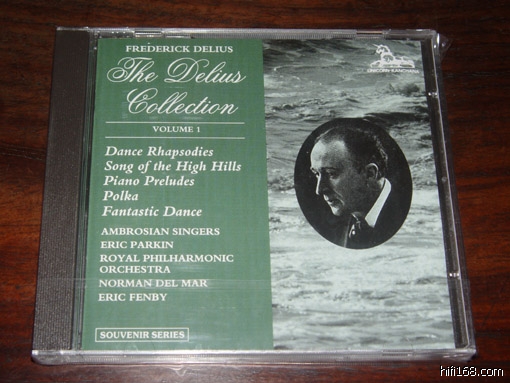 FREDERICK DELIUS
The Delius
Collection
VOLUME 1
Dance Rhapsodies
Song of the High Hills
Piano Preludes
Polka
Fantastic Dance
AMBROSIAN SINGERS
ERIC PARKIN
ROYAL PHILHARMONIC
ORCHESTRA
NORMAN DEL MAR
ERIC FENBY
SOUVENIR SERIES
UNICORN-KANCHANA
hifi168.com